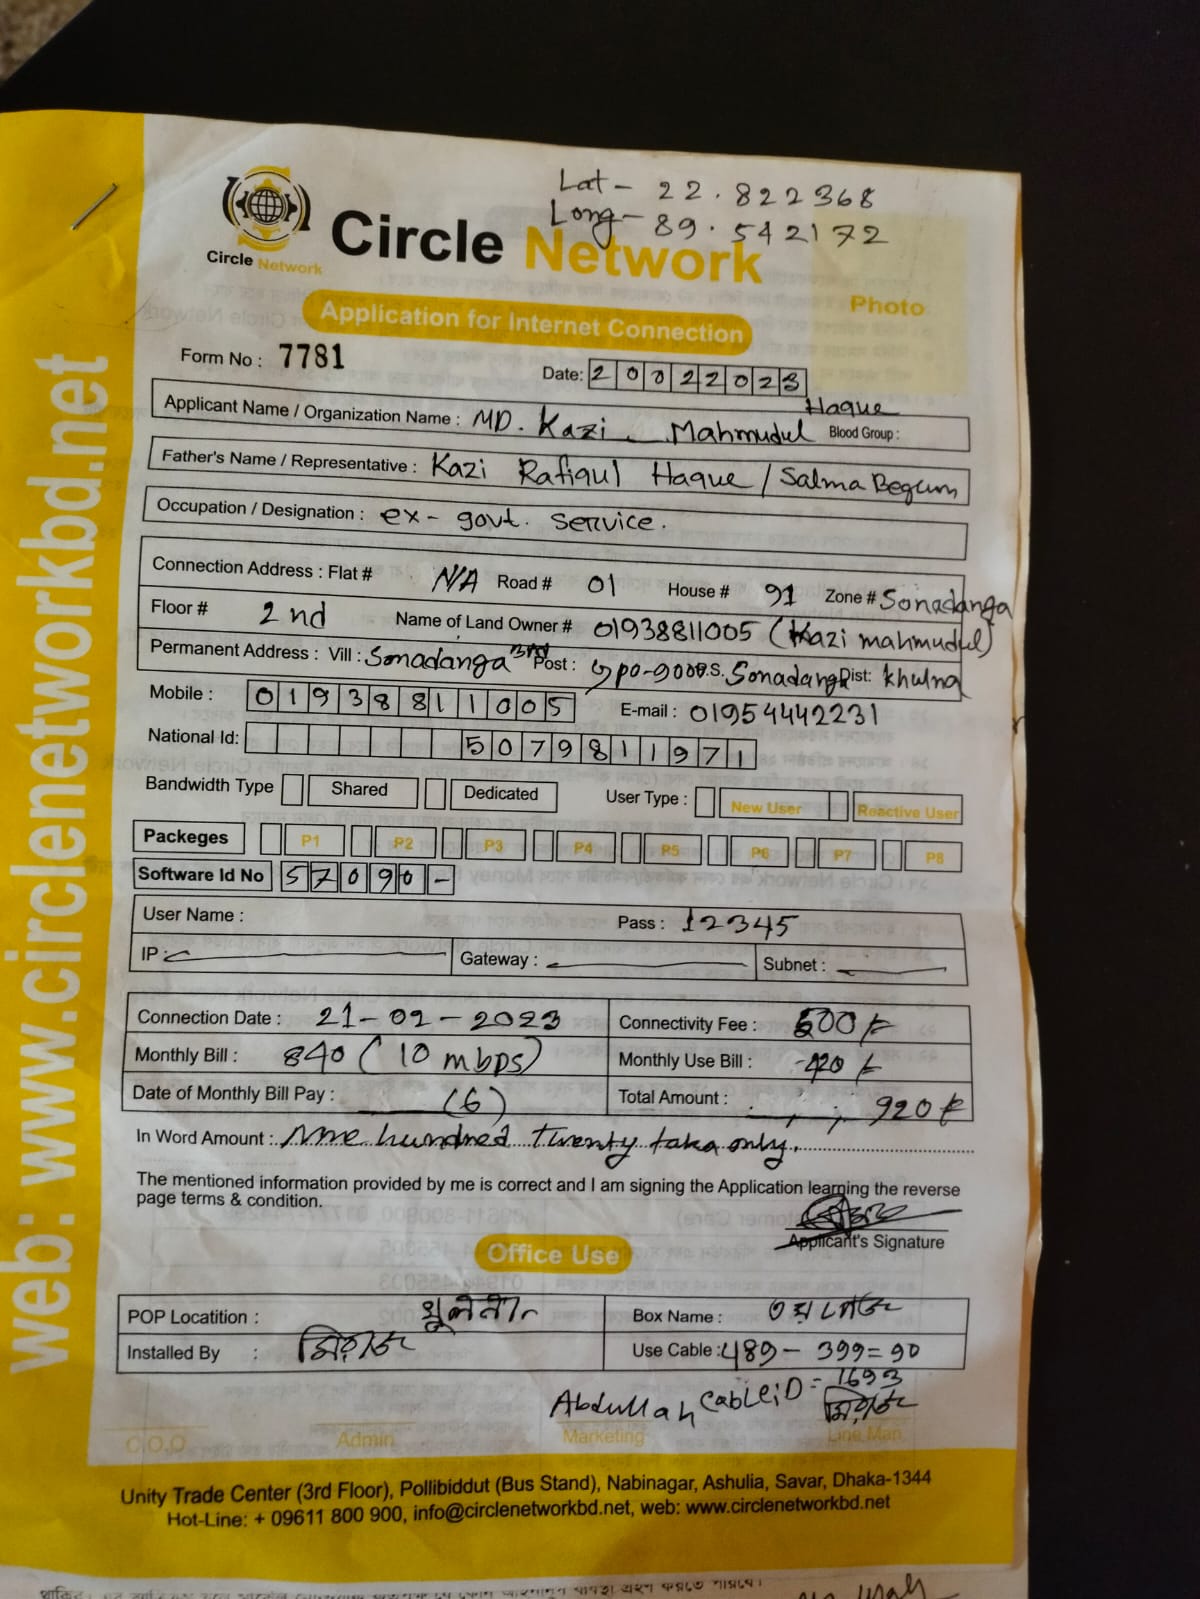 Lat - 22.822368
Long - 89.542172
Circle Network
Circle Network
Photo
Application for Internet Connection
Form No : 7781
Date: 20022023
Applicant Name / Organization Name : MD. Kazi Mahmudul Haque Blood Group :
Father's Name / Representative : Kazi Rafiqul Haque / Salma Begum
Occupation / Designation : ex- govt. service.
Connection Address : Flat # N/A Road # 01 House # 91 Zone # Sonadanga
Floor # 2nd Name of Land Owner # 01938811005 (Kazi mahmudul)
Permanent Address : Vill : Sonadanga 3rd Post : Gpo-9000 P.S. Sonadanga Dist: khulna
Mobile : 01938811005 E-mail : 01954442231
National Id: 5079811971
Bandwidth Type Shared Dedicated User Type : New User Reactive User
Packeges P1 P2 P3 P4 P5 P6 P7 P8
Software Id No 57090-
User Name : Pass : 12345
IP : Gateway : Subnet :
Connection Date : 21-02-2023 Connectivity Fee : 500/-
Monthly Bill : 840 (10 mbps) Monthly Use Bill : 420/-
Date of Monthly Bill Pay : (6) Total Amount : 920/-
In Word Amount : Nine hundred twenty taka only.
The mentioned information provided by me is correct and I am signing the Application learning the reverse
page terms & condition.
Applicant's Signature
Office Use
POP Locatition : Box Name :
Installed By : মিরাজ Use Cable : 489 - 399 = 90
Abdullah Cable iD = 1693
মিরাজ
C.O.O Admin Marketing Line Man
Unity Trade Center (3rd Floor), Pollibiddut (Bus Stand), Nabinagar, Ashulia, Savar, Dhaka-1344
Hot-Line: + 09611 800 900, info@circlenetworkbd.net, web: www.circlenetworkbd.net
web: www.circlenetworkbd.net